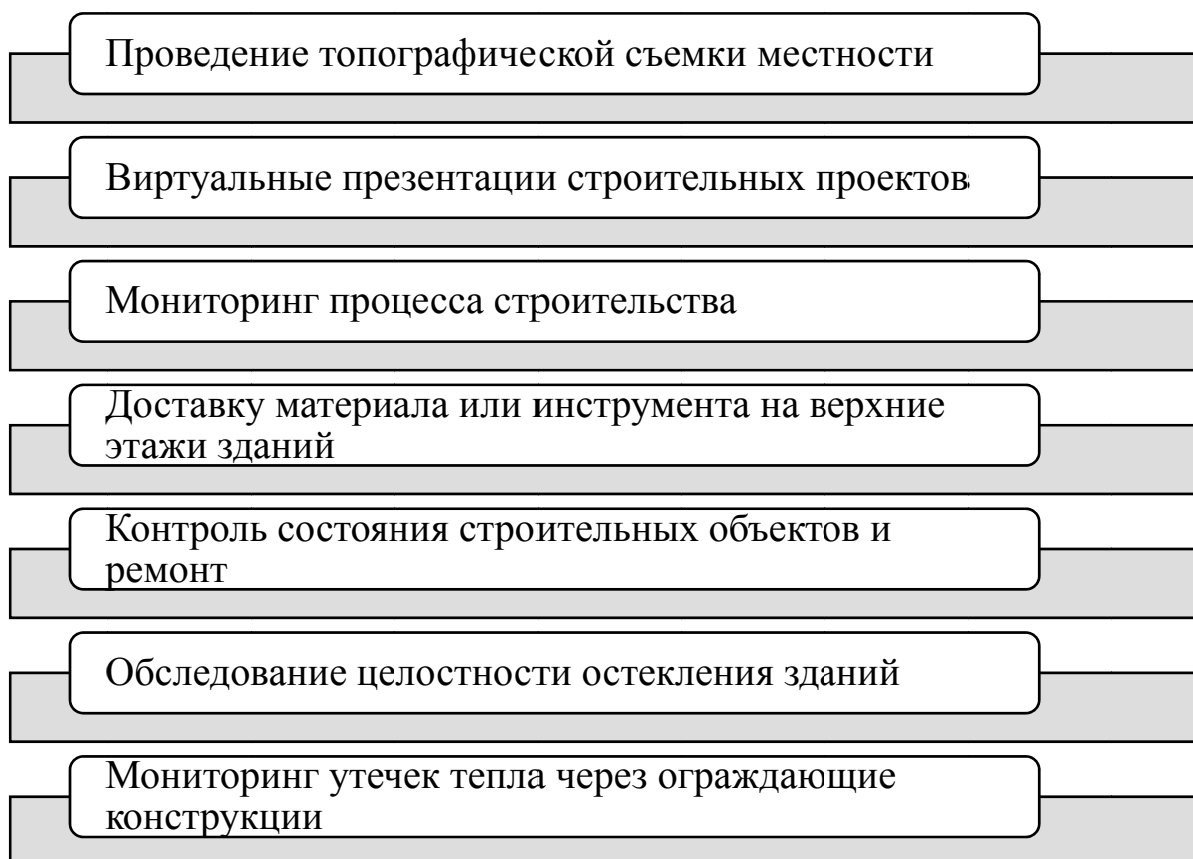 Проведение топографической съемки местности
Виртуальные презентации строительных проектов
Мониторинг процесса строительства
Доставку материала или инструмента на верхние
этажи зданий
Контроль состояния строительных объектов и
ремонт
Обследование целостности остекления зданий
Мониторинг утечек тепла через ограждающие
конструкции